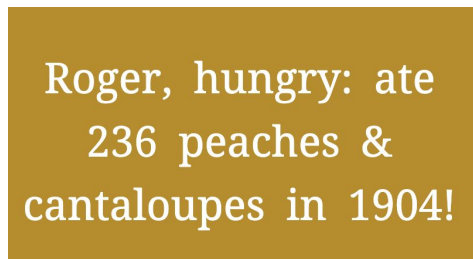 Roger, hungry: ate
236 peaches &
cantaloupes in 1904!